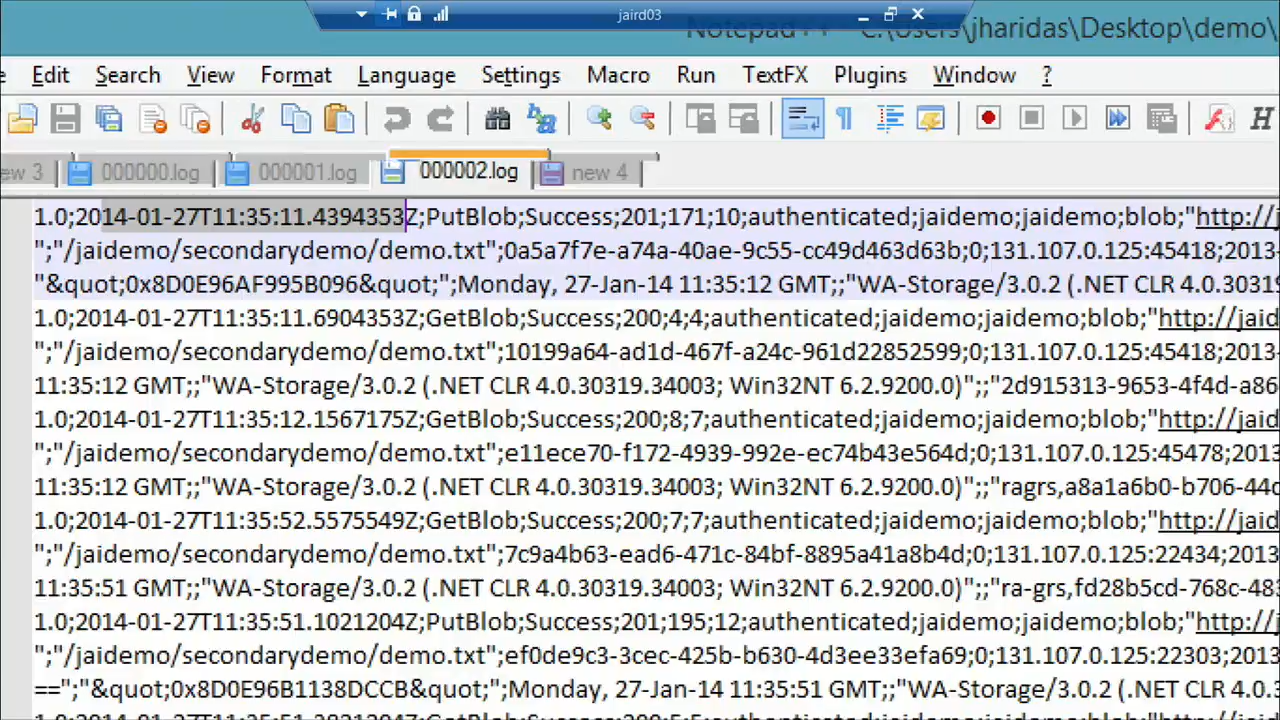 jaird03
Notepad++ - C:\Users\jharidas\Desktop\demo\
Edit Search View Format Language Settings Macro Run TextFX Plugins Window ?
ew 3 000000.log 000001.log 000002.log new 4
1.0;2014-01-27T11:35:11.4394353Z;PutBlob;Success;201;171;10;authenticated;jaidemo;jaidemo;blob;"http://j
";"/jaidemo/secondarydemo/demo.txt";0a5a7f7e-a74a-40ae-9c55-cc49d463d63b;0;131.107.0.125:45418;2013-
"&quot;0x8D0E96AF995B096&quot;";Monday, 27-Jan-14 11:35:12 GMT;;"WA-Storage/3.0.2 (.NET CLR 4.0.30319
1.0;2014-01-27T11:35:11.6904353Z;GetBlob;Success;200;4;4;authenticated;jaidemo;jaidemo;blob;"http://jaid
";"/jaidemo/secondarydemo/demo.txt";10199a64-ad1d-467f-a24c-961d22852599;0;131.107.0.125:45418;2013-
11:35:12 GMT;;"WA-Storage/3.0.2 (.NET CLR 4.0.30319.34003; Win32NT 6.2.9200.0)";;"2d915313-9653-4f4d-a86
1.0;2014-01-27T11:35:12.1567175Z;GetBlob;Success;200;8;7;authenticated;jaidemo;jaidemo;blob;"http://jaid
";"/jaidemo/secondarydemo/demo.txt";e11ece70-f172-4939-992e-ec74b43e564d;0;131.107.0.125:45478;2013
11:35:12 GMT;;"WA-Storage/3.0.2 (.NET CLR 4.0.30319.34003; Win32NT 6.2.9200.0)";;"ragrs,a8a1a6b0-b706-44c
1.0;2014-01-27T11:35:52.5575549Z;GetBlob;Success;200;7;7;authenticated;jaidemo;jaidemo;blob;"http://jaid
";"/jaidemo/secondarydemo/demo.txt";7c9a4b63-ead6-471c-84bf-8895a41a8b4d;0;131.107.0.125:22434;2013
11:35:51 GMT;;"WA-Storage/3.0.2 (.NET CLR 4.0.30319.34003; Win32NT 6.2.9200.0)";;"ra-grs,fd28b5cd-768c-483
1.0;2014-01-27T11:35:51.1021204Z;PutBlob;Success;201;195;12;authenticated;jaidemo;jaidemo;blob;"http://j
";"/jaidemo/secondarydemo/demo.txt";ef0de9c3-3cec-425b-b630-4d3ee33efa69;0;131.107.0.125:22303;2013
==";"&quot;0x8D0E96B1138DCCB&quot;";Monday, 27-Jan-14 11:35:51 GMT;;"WA-Storage/3.0.2 (.NET CLR 4.0.3